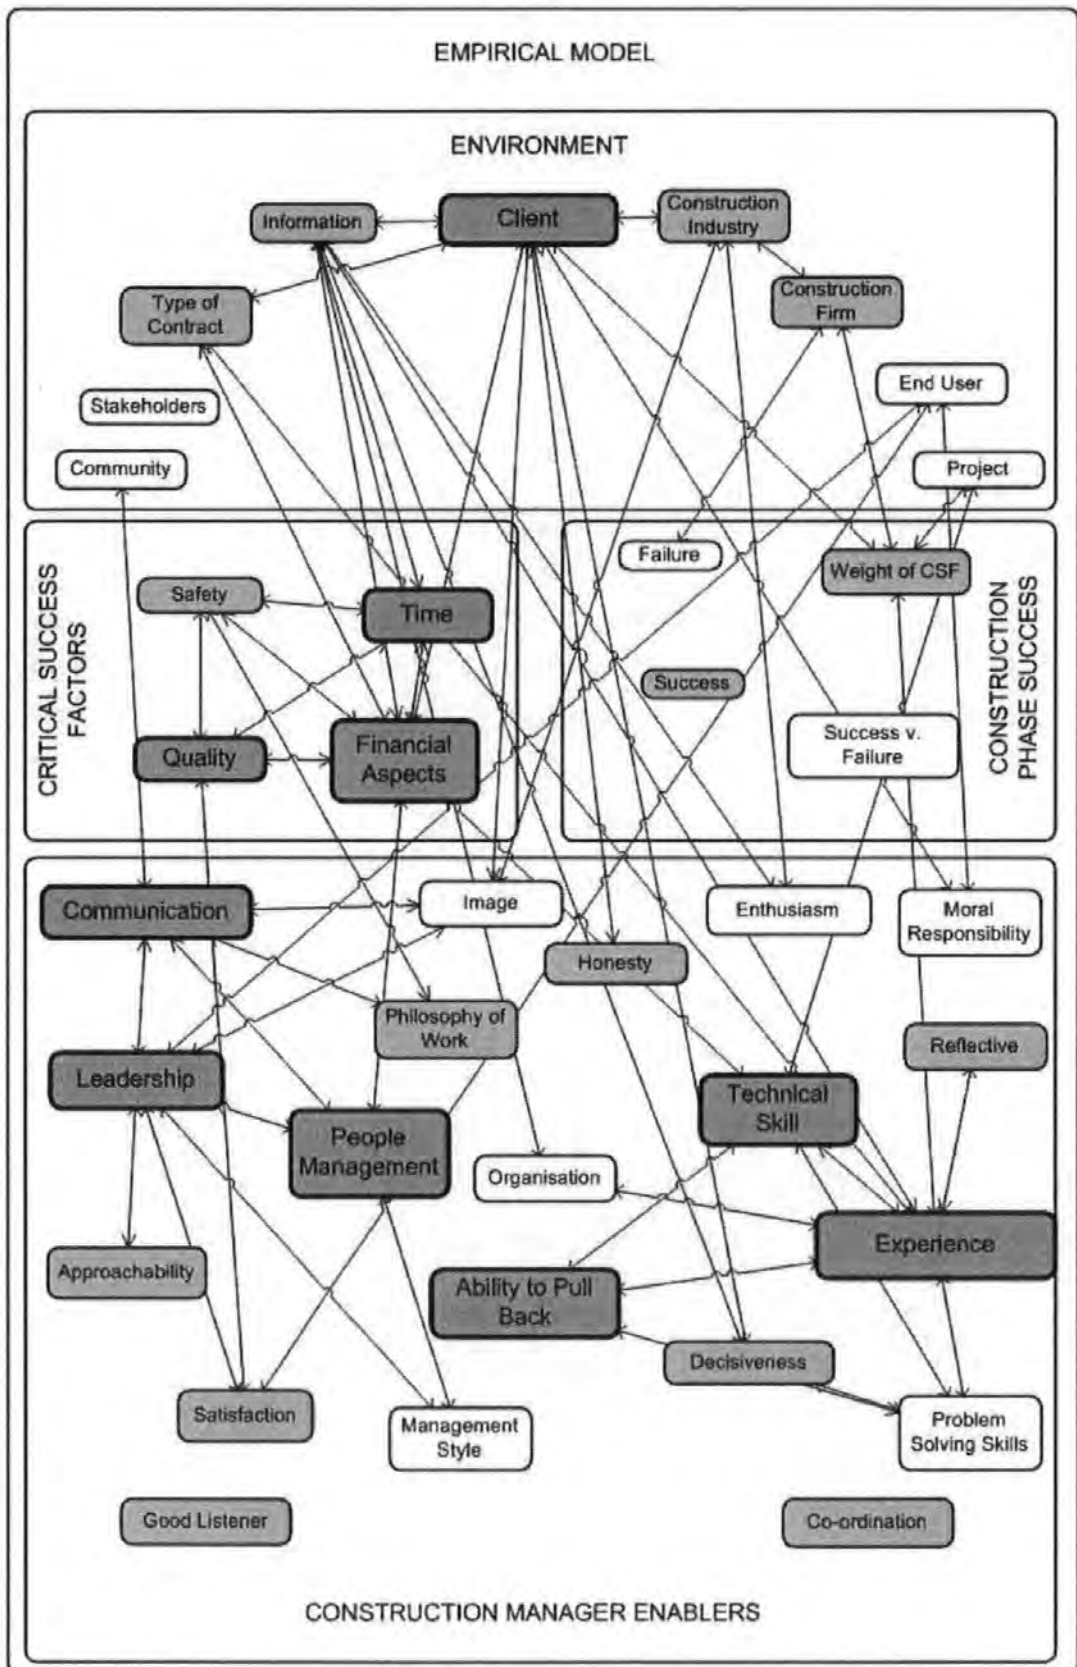 EMPIRICAL MODEL
ENVIRONMENT
Information
Client
Construction
Industry
Type of
Contract
Construction
Firm
Stakeholders
End User
Community
Project
CRITICAL SUCCESS
FACTORS
Safety
Time
Quality
Financial
Aspects
Failure
Weight of CSF
Success
Success v.
Failure
CONSTRUCTION
PHASE SUCCESS
Communication
Image
Enthusiasm
Moral
Responsibility
Honesty
Philosophy of
Work
Reflective
Leadership
Technical
Skill
People
Management
Organisation
Experience
Approachability
Ability to Pull
Back
Decisiveness
Satisfaction
Management
Style
Problem
Solving Skills
Good Listener
Co-ordination
CONSTRUCTION MANAGER ENABLERS